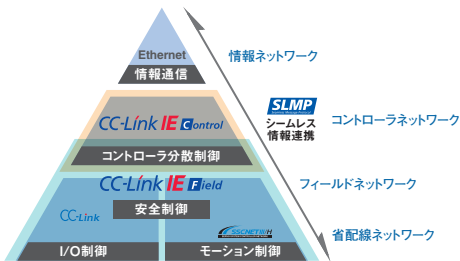 Ethernet
情報通信
情報ネットワーク
CC-Link IE Control
SLMP
シームレス
情報連携
コントローラネットワーク
コントローラ分散制御
CC-Link IE Field
フィールドネットワーク
安全制御
CC-Link
SSCNETⅢ/H
省配線ネットワーク
I/O制御
モーション制御